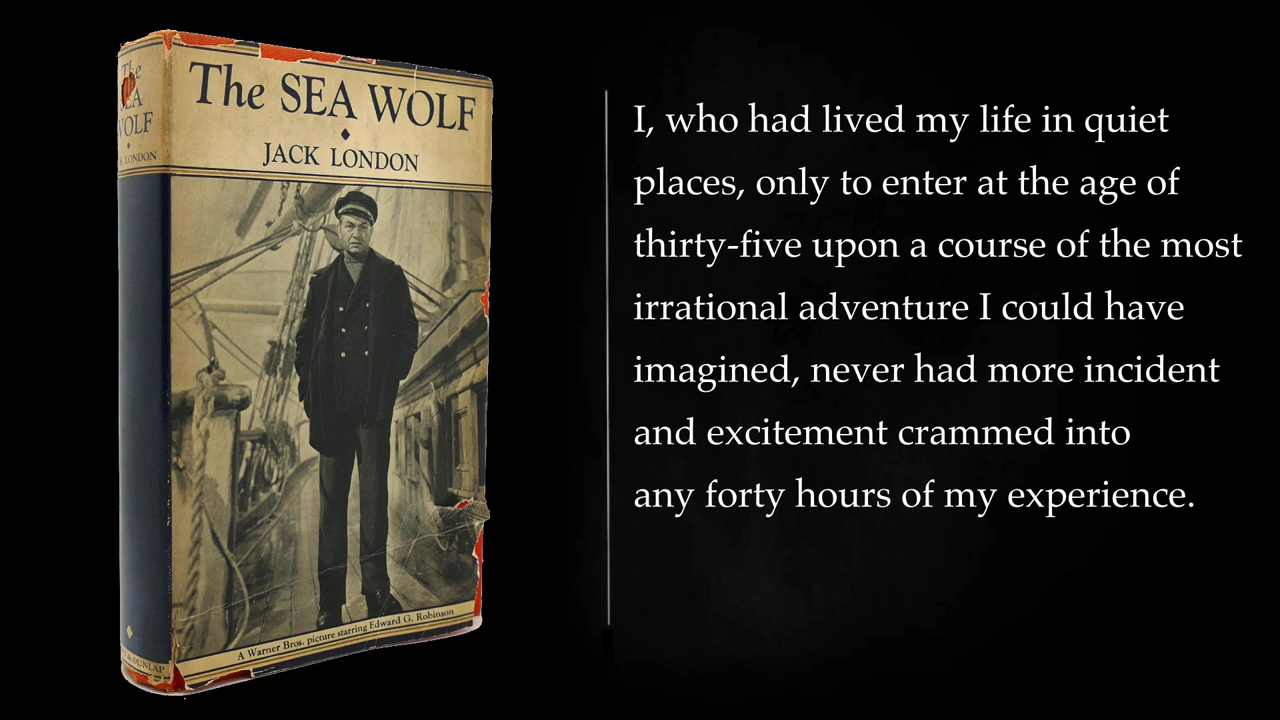 The SEA WOLF
JACK LONDON
The
SEA
WOLF
LONDON
A Warner Bros. picture starring Edward G. Robinson
DUNLAP
I, who had lived my life in quiet
places, only to enter at the age of
thirty-five upon a course of the most
irrational adventure I could have
imagined, never had more incident
and excitement crammed into
any forty hours of my experience.